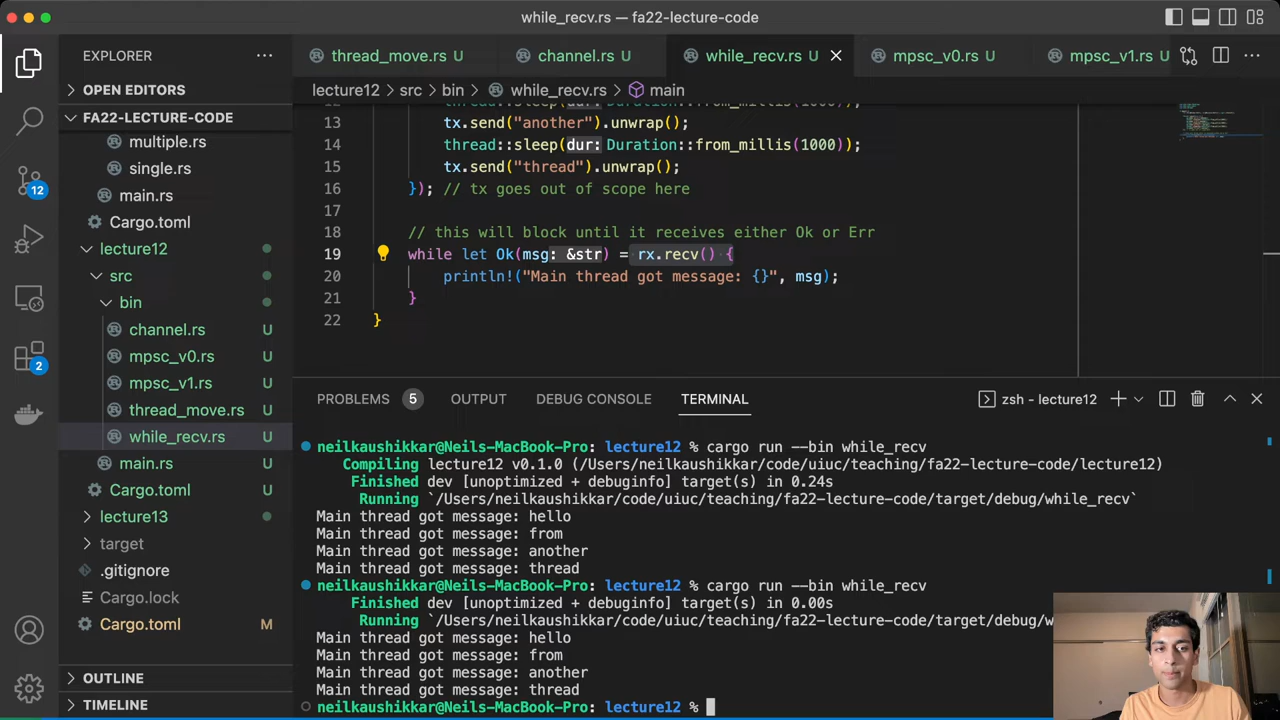 while_recv.rs — fa22-lecture-code
EXPLORER
thread_move.rs U
channel.rs U
while_recv.rs U
mpsc_v0.rs U
mpsc_v1.rs U
OPEN EDITORS
lecture12 > src > bin > while_recv.rs > main
FA22-LECTURE-CODE
multiple.rs
single.rs
main.rs
Cargo.toml
lecture12
src
bin
channel.rs U
mpsc_v0.rs U
mpsc_v1.rs U
thread_move.rs U
while_recv.rs U
main.rs U
Cargo.toml U
lecture13
target
.gitignore
Cargo.lock
Cargo.toml M
OUTLINE
TIMELINE
12
2
12 thread::sleep(dur: Duration::from_millis(1000));
13 tx.send("another").unwrap();
14 thread::sleep(dur: Duration::from_millis(1000));
15 tx.send("thread").unwrap();
16 }); // tx goes out of scope here
17
18 // this will block until it receives either Ok or Err
19 while let Ok(msg: &str) = rx.recv() {
20 println!("Main thread got message: {}", msg);
21 }
22 }
PROBLEMS 5 OUTPUT DEBUG CONSOLE TERMINAL zsh - lecture12
neilkaushikkar@Neils-MacBook-Pro: lecture12 % cargo run --bin while_recv
Compiling lecture12 v0.1.0 (/Users/neilkaushikkar/code/uiuc/teaching/fa22-lecture-code/lecture12)
Finished dev [unoptimized + debuginfo] target(s) in 0.24s
Running `/Users/neilkaushikkar/code/uiuc/teaching/fa22-lecture-code/target/debug/while_recv`
Main thread got message: hello
Main thread got message: from
Main thread got message: another
Main thread got message: thread
neilkaushikkar@Neils-MacBook-Pro: lecture12 % cargo run --bin while_recv
Finished dev [unoptimized + debuginfo] target(s) in 0.00s
Running `/Users/neilkaushikkar/code/uiuc/teaching/fa22-lecture-code/target/debug/w
Main thread got message: hello
Main thread got message: from
Main thread got message: another
Main thread got message: thread
neilkaushikkar@Neils-MacBook-Pro: lecture12 %